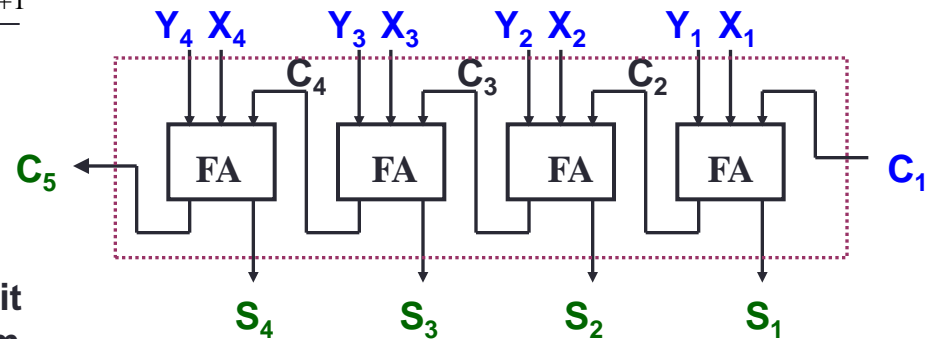 +1
Y₄ X₄ Y₃ X₃ Y₂ X₂ Y₁ X₁
C₄ C₃ C₂
C₅ FA FA FA FA C₁
it
S₄ S₃ S₂ S₁